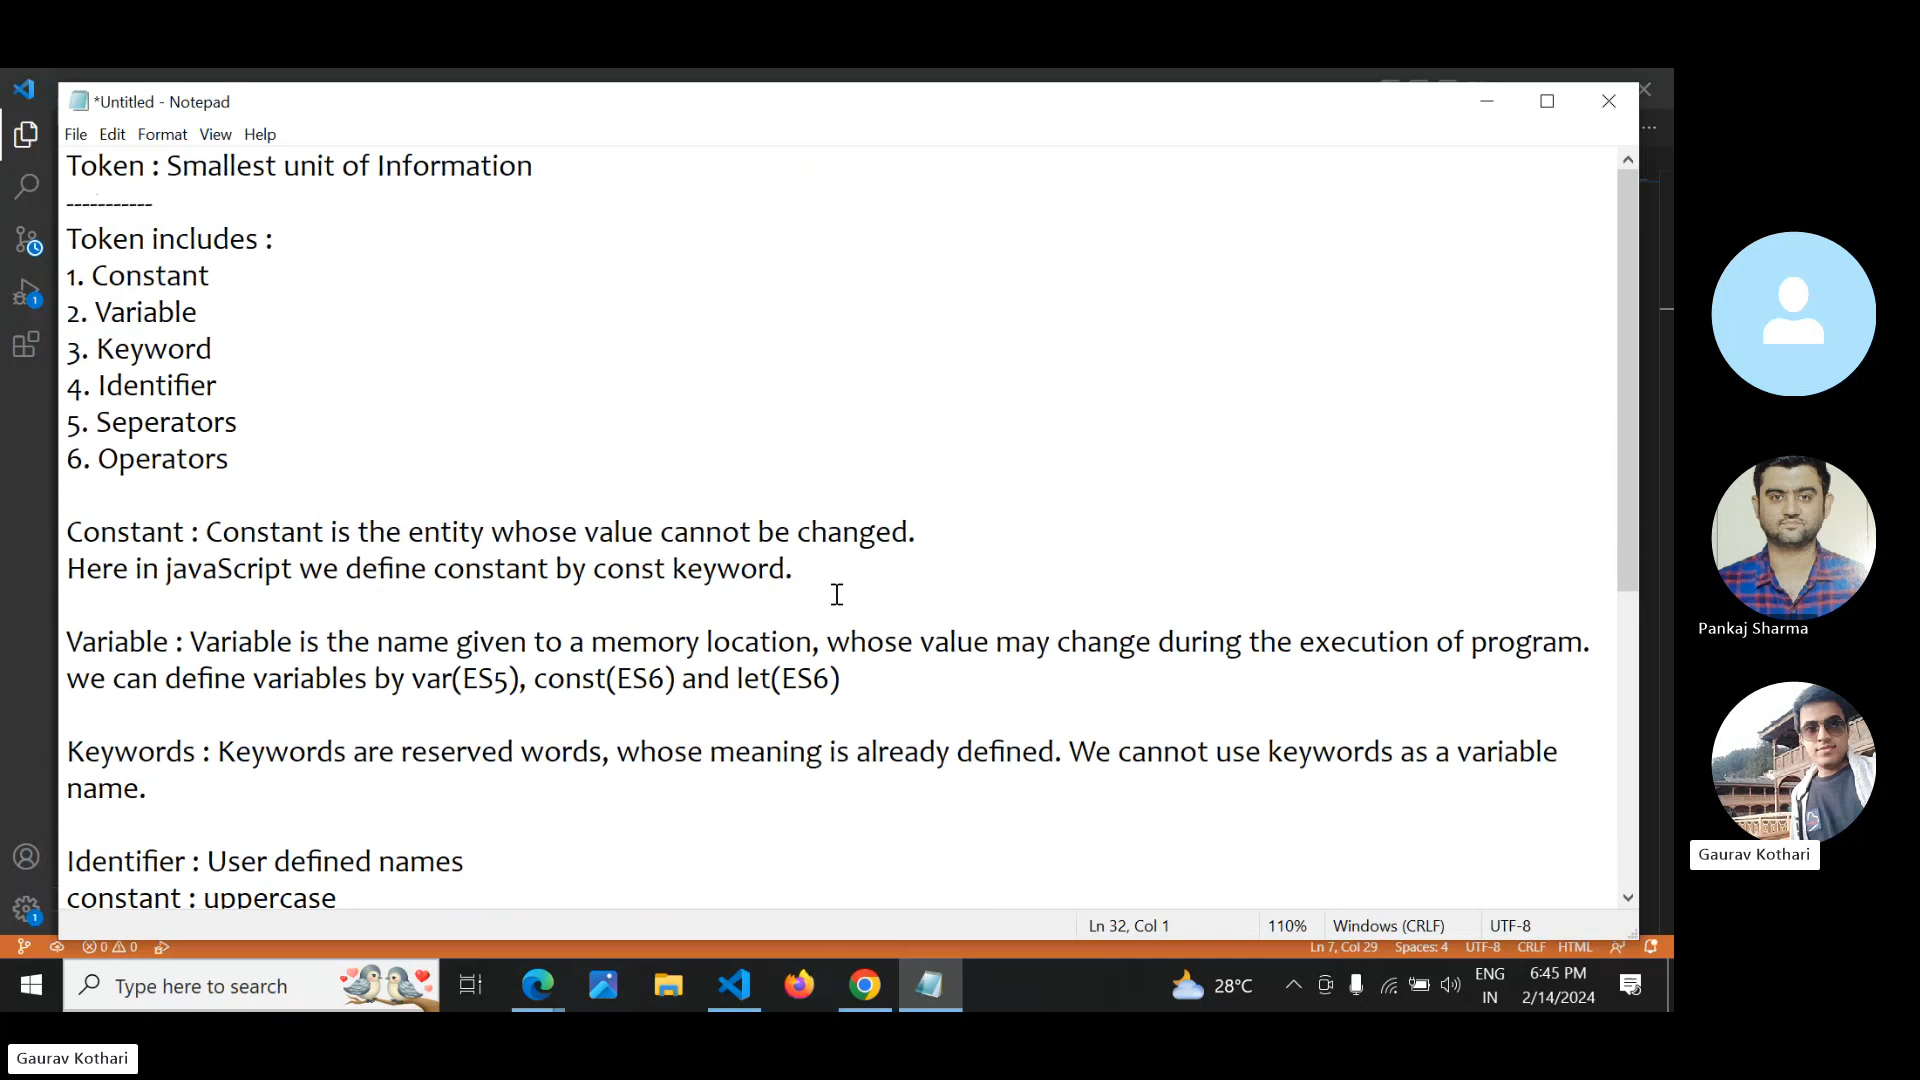 *Untitled - Notepad
File Edit Format View Help
Token : Smallest unit of Information
-----------
Token includes :
1. Constant
2. Variable
3. Keyword
4. Identifier
5. Seperators
6. Operators
Constant : Constant is the entity whose value cannot be changed.
Here in javaScript we define constant by const keyword.
Variable : Variable is the name given to a memory location, whose value may change during the execution of program.
we can define variables by var(ES5), const(ES6) and let(ES6)
Keywords : Keywords are reserved words, whose meaning is already defined. We cannot use keywords as a variable
name.
Identifier : User defined names
constant : uppercase
Ln 32, Col 1 110% Windows (CRLF) UTF-8
0 0 Ln 7, Col 29 Spaces: 4 UTF-8 CRLF HTML
Type here to search
28°C
ENG
IN
6:45 PM
2/14/2024
1
1
Pankaj Sharma
Gaurav Kothari
Gaurav Kothari